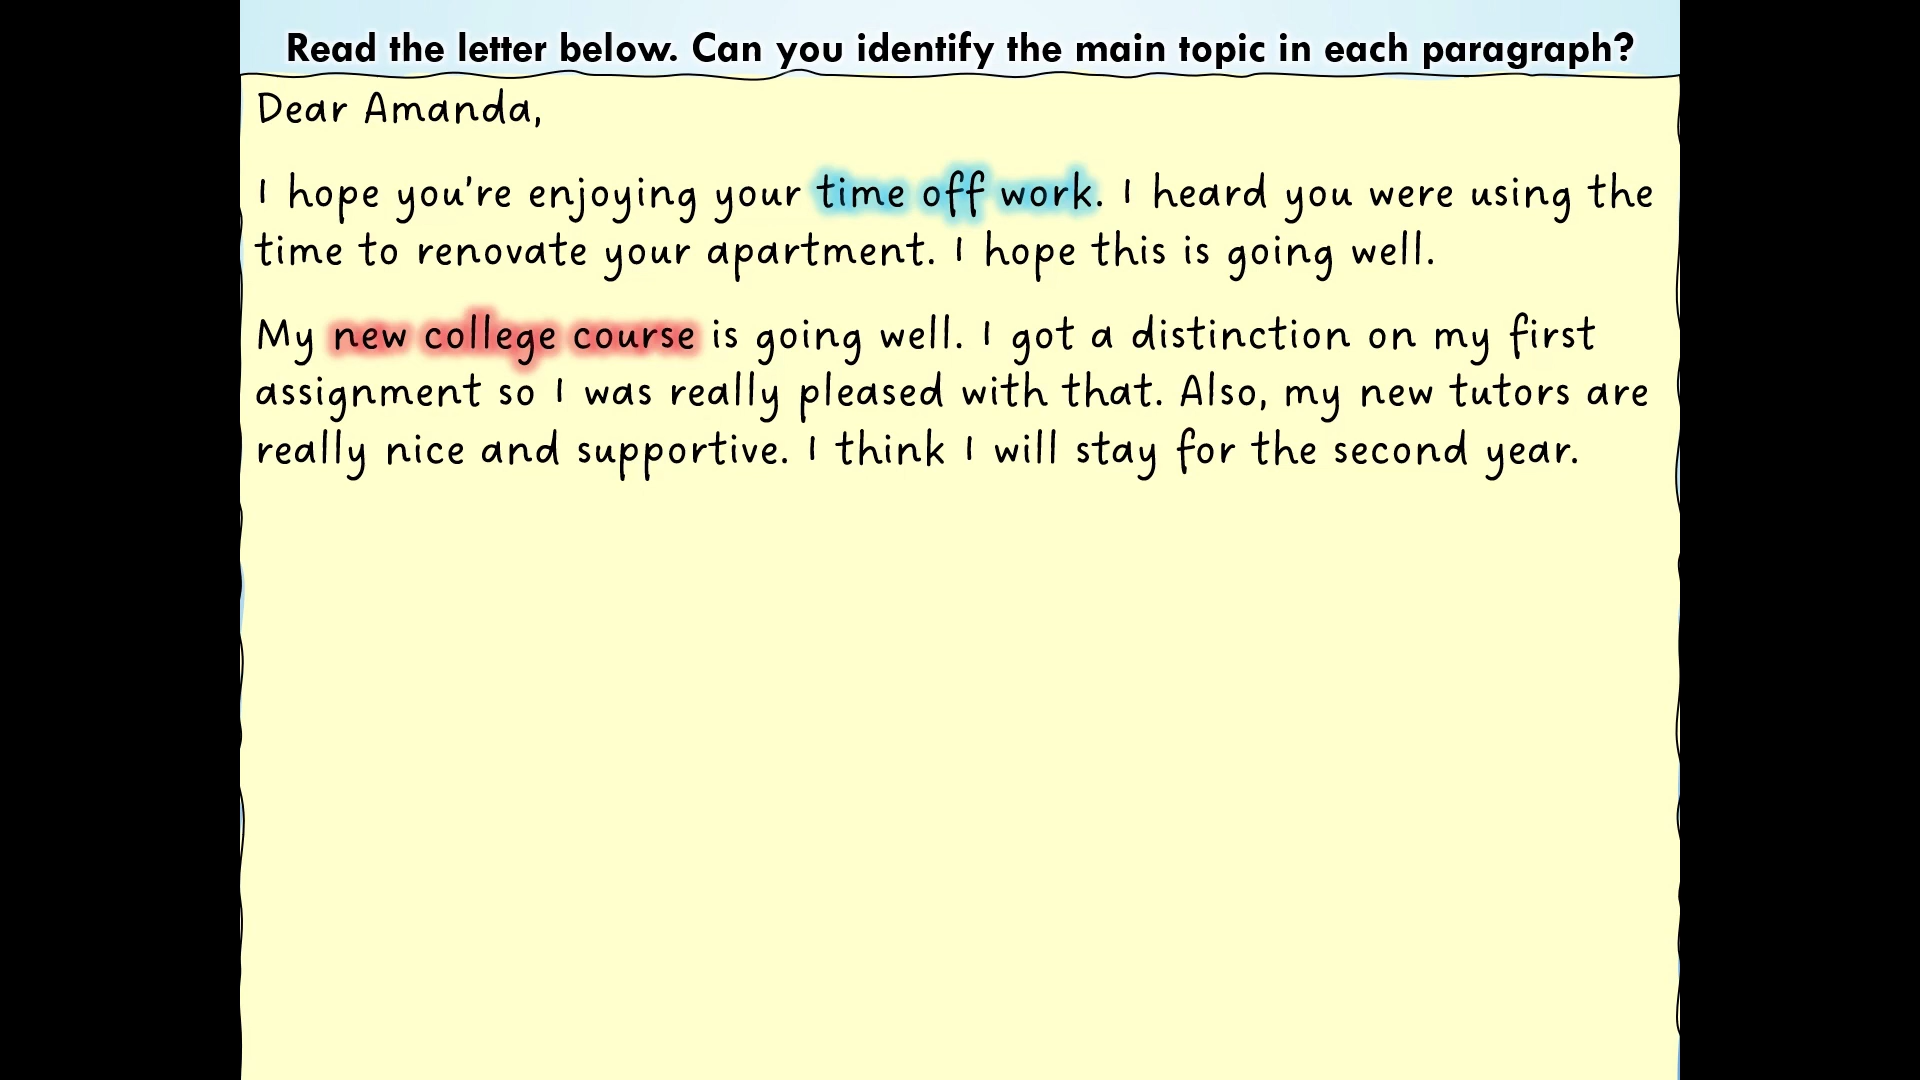 Read the letter below. Can you identify the main topic in each paragraph?
Dear Amanda,
I hope you're enjoying your time off work. I heard you were using the
time to renovate your apartment. I hope this is going well.
My new college course is going well. I got a distinction on my first
assignment so I was really pleased with that. Also, my new tutors are
really nice and supportive. I think I will stay for the second year.